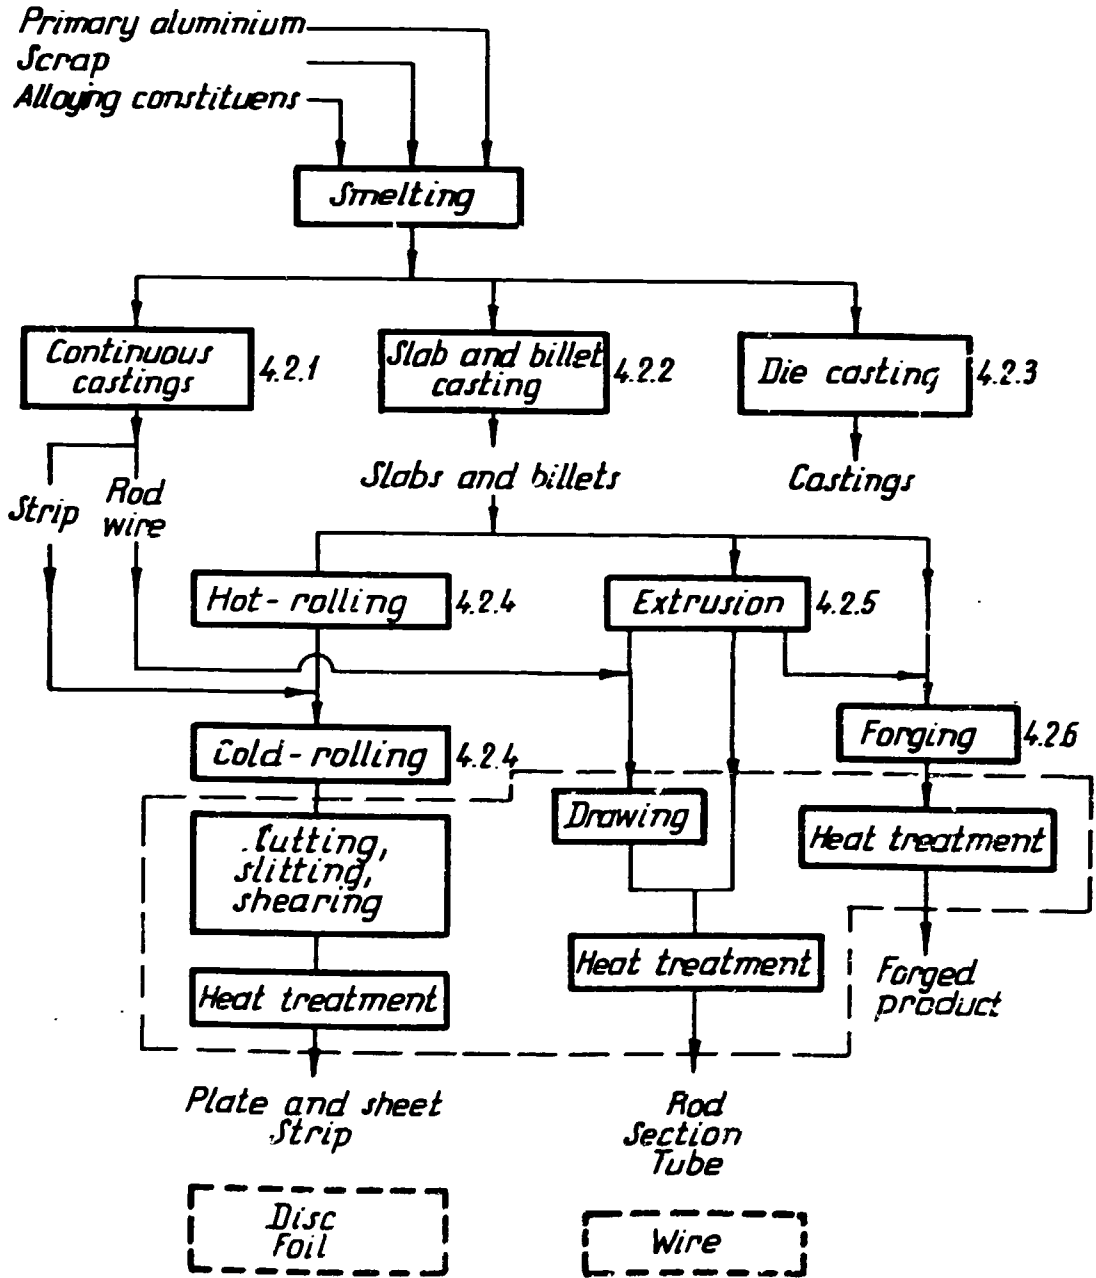 Primary aluminium
Scrap
Alloying constituens
Smelting
Continuous
castings
4.2.1
Slab and billet
casting
4.2.2
Die casting
4.2.3
Strip
Rod
wire
Slabs and billets
Castings
Hot-rolling
4.2.4
Extrusion
4.2.5
Cold-rolling
4.2.4
Forging
4.2.6
Cutting,
slitting,
shearing
Drawing
Heat treatment
Heat treatment
Heat treatment
Forged
product
Plate and sheet
Strip
Rod
Section
Tube
Disc
Foil
Wire